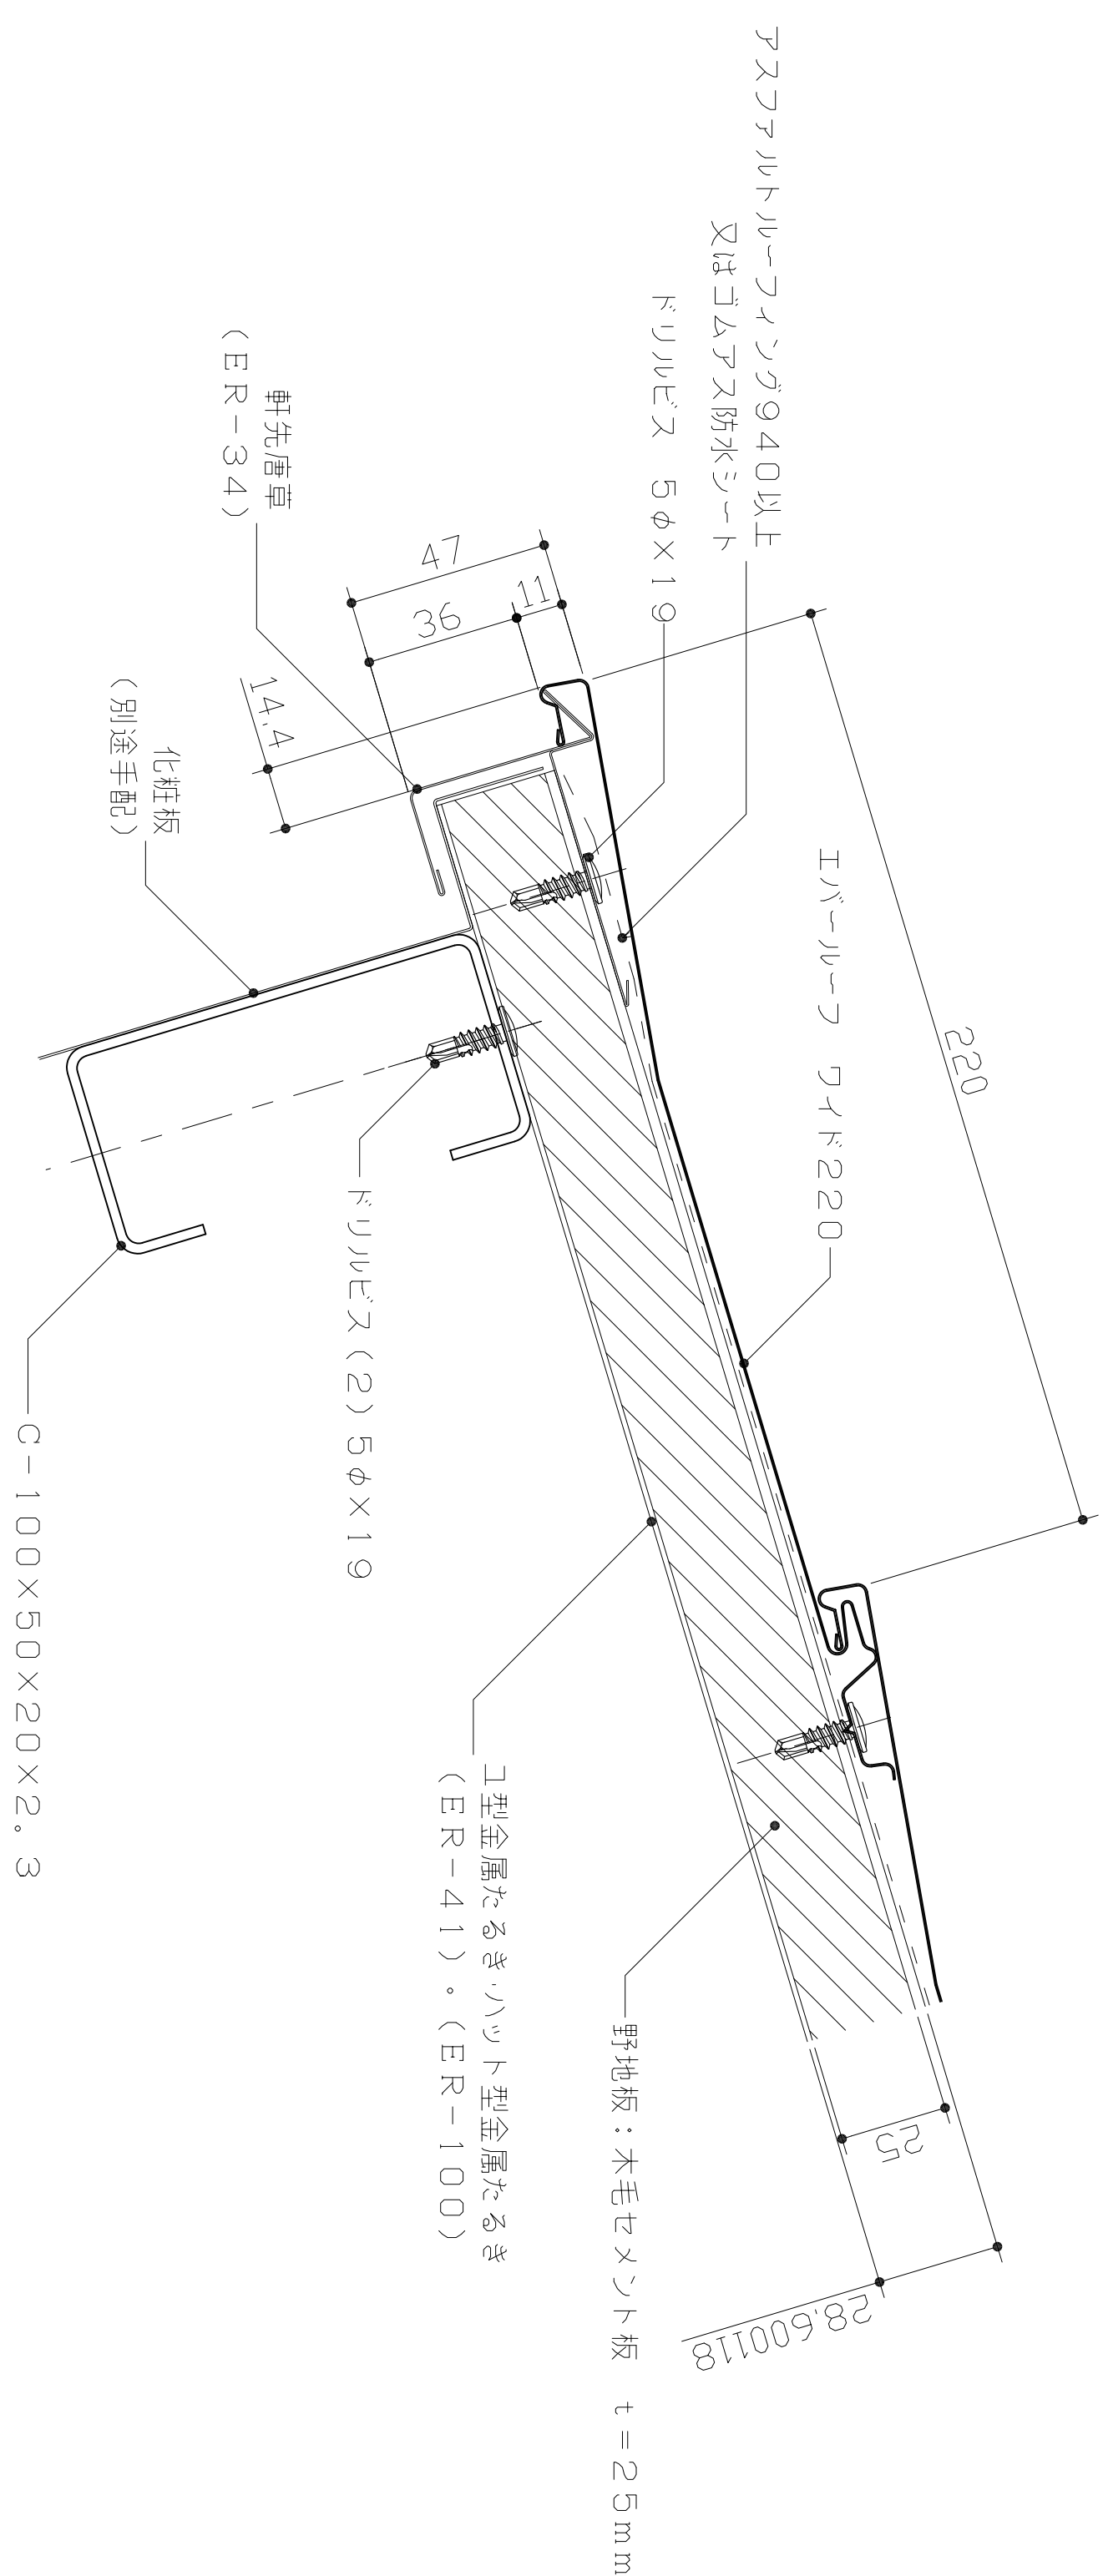 アスファルトルーフィング940以上
又はゴムアス防水シート
ドリルビス 5φ×19
軒先唐草
(ER-34)
47
36
11
14.4
化粧板
(別途手配)
エバールーフ ワイド220
220
ドリルビス(2)5φ×19
C-100×50×20×2。3
コ型金属たるき・ハット型金属たるき
(ER-41)。(ER-100)
野地板:木毛セメント板 t=25mm
25
28.600118